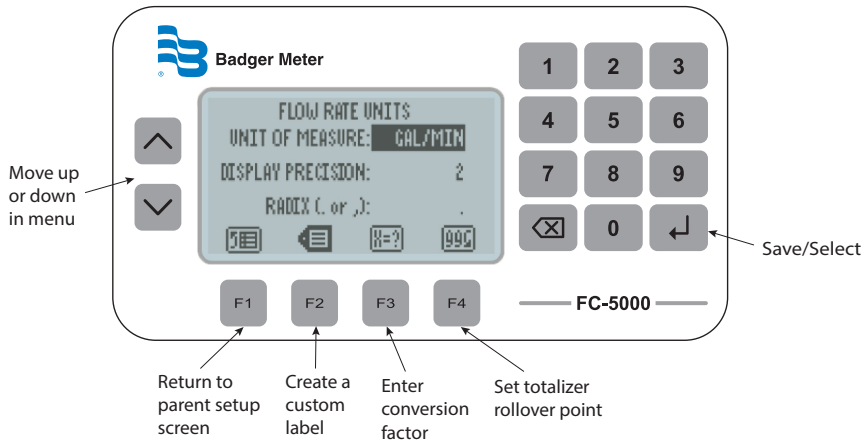 Badger Meter
®
FLOW RATE UNITS
UNIT OF MEASURE: GAL/MIN
DISPLAY PRECISION: 2
RADIX (. or ,): .
X=?
999
1 2 3
4 5 6
7 8 9
0
F1 F2 F3 F4
FC-5000
Move up
or down
in menu
Save/Select
Return to
parent setup
screen
Create a
custom
label
Enter
conversion
factor
Set totalizer
rollover point